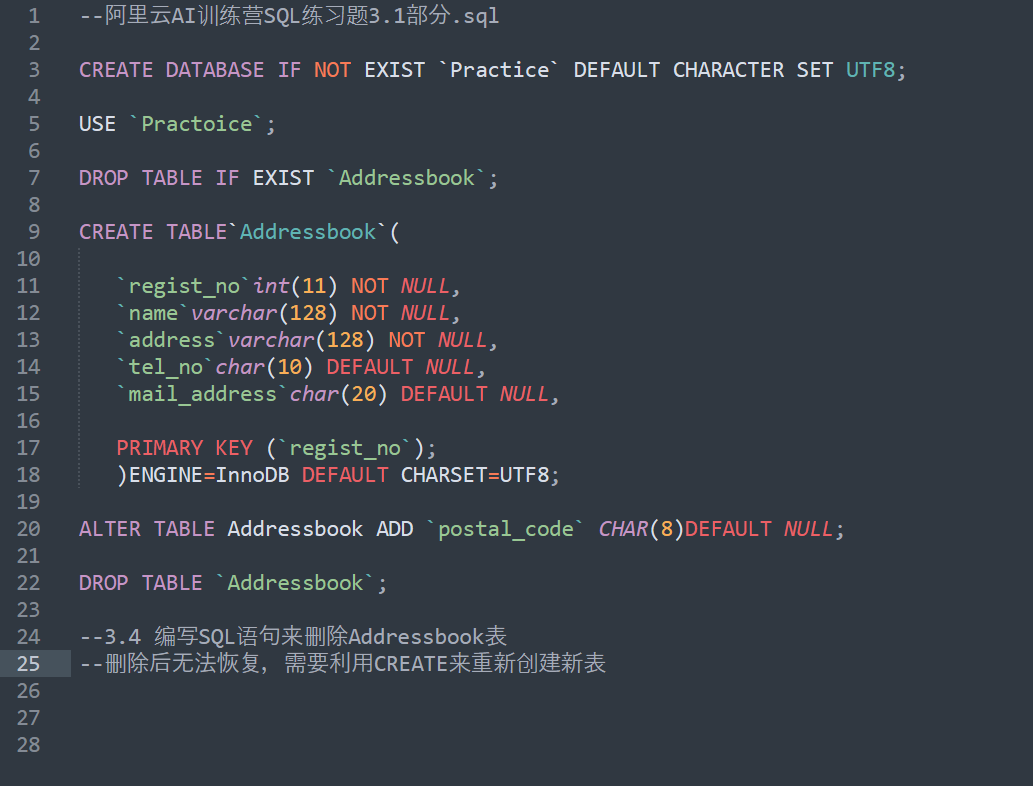 1 --阿里云AI训练营SQL练习题3.1部分.sql
2
3 CREATE DATABASE IF NOT EXIST `Practice` DEFAULT CHARACTER SET UTF8;
4
5 USE `Practoice`;
6
7 DROP TABLE IF EXIST `Addressbook`;
8
9 CREATE TABLE`Addressbook`(
10
11 `regist_no`int(11) NOT NULL,
12 `name`varchar(128) NOT NULL,
13 `address`varchar(128) NOT NULL,
14 `tel_no`char(10) DEFAULT NULL,
15 `mail_address`char(20) DEFAULT NULL,
16
17 PRIMARY KEY (`regist_no`);
18 )ENGINE=InnoDB DEFAULT CHARSET=UTF8;
19
20 ALTER TABLE Addressbook ADD `postal_code` CHAR(8)DEFAULT NULL;
21
22 DROP TABLE `Addressbook`;
23
24 --3.4 编写SQL语句来删除Addressbook表
25 --删除后无法恢复，需要利用CREATE来重新创建新表
26
27
28